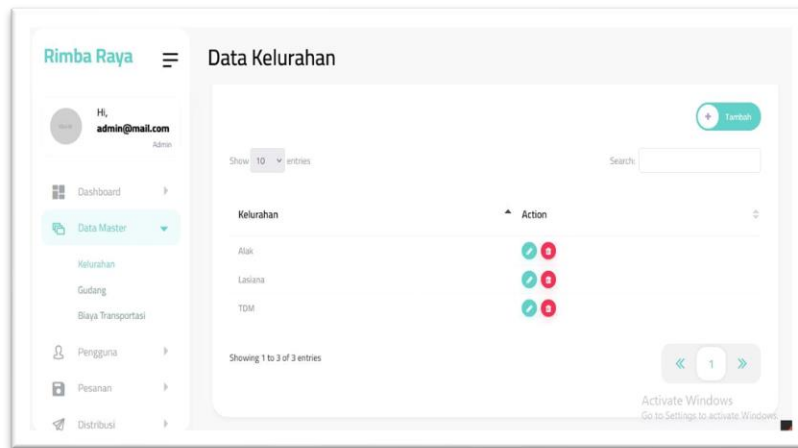 Rimba Raya
Hi,
admin@mail.com
Admin
Dashboard
Data Master
Kelurahan
Gudang
Biaya Transportasi
Pengguna
Pesanan
Distribusi
Data Kelurahan
+ Tambah
Show 10 entries
Search:
Kelurahan Action
Alak
Lasiana
TDM
Showing 1 to 3 of 3 entries
« 1 »
Activate Windows
Go to Settings to activate Windows.